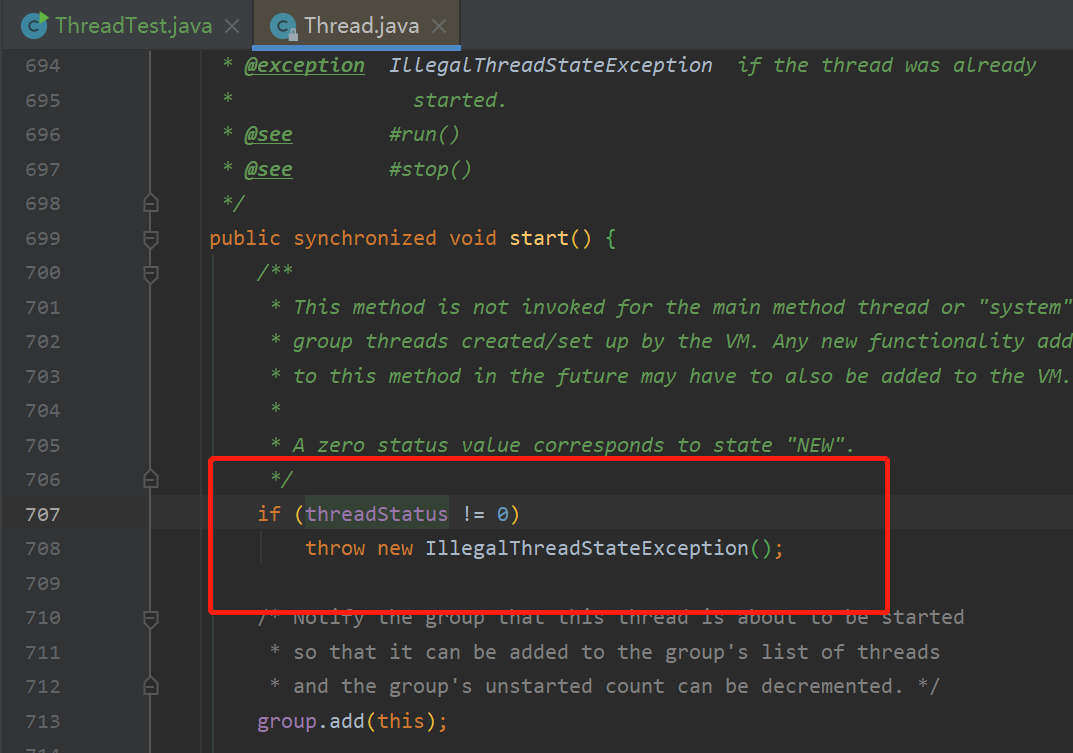 ThreadTest.java Thread.java
694 * @exception IllegalThreadStateException if the thread was already
695 * started.
696 * @see #run()
697 * @see #stop()
698 */
699 public synchronized void start() {
700 /**
701 * This method is not invoked for the main method thread or "system"
702 * group threads created/set up by the VM. Any new functionality add
703 * to this method in the future may have to also be added to the VM.
704 *
705 * A zero status value corresponds to state "NEW".
706 */
707 if (threadStatus != 0)
708 throw new IllegalThreadStateException();
709
710 /* Notify the group that this thread is about to be started
711 * so that it can be added to the group's list of threads
712 * and the group's unstarted count can be decremented. */
713 group.add(this);